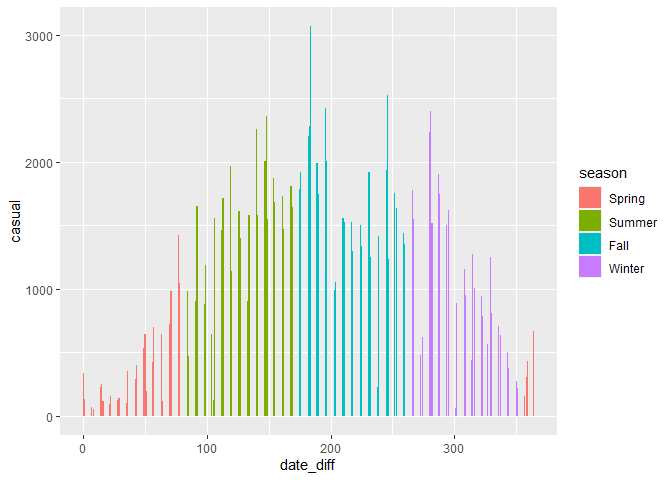 3000
2000
1000
0
casual
0
100
200
300
date_diff
season
Spring
Summer
Fall
Winter